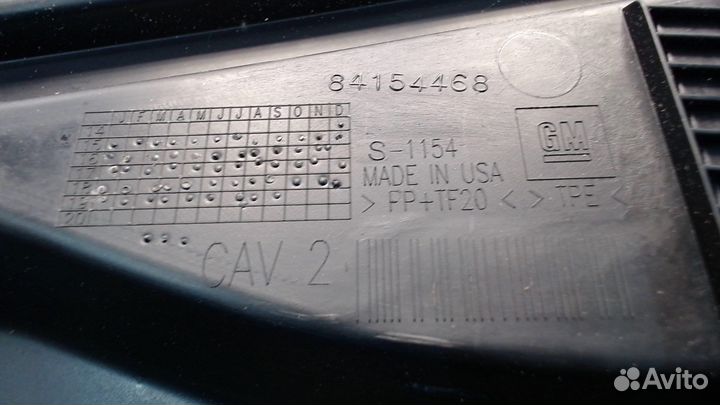 84154468
J F M A M J J A S O N D
14
15
16
17
18
19
20
GM
S-1154
MADE IN USA
> PP+TF20 < > TPE <
CAV 2
Avito